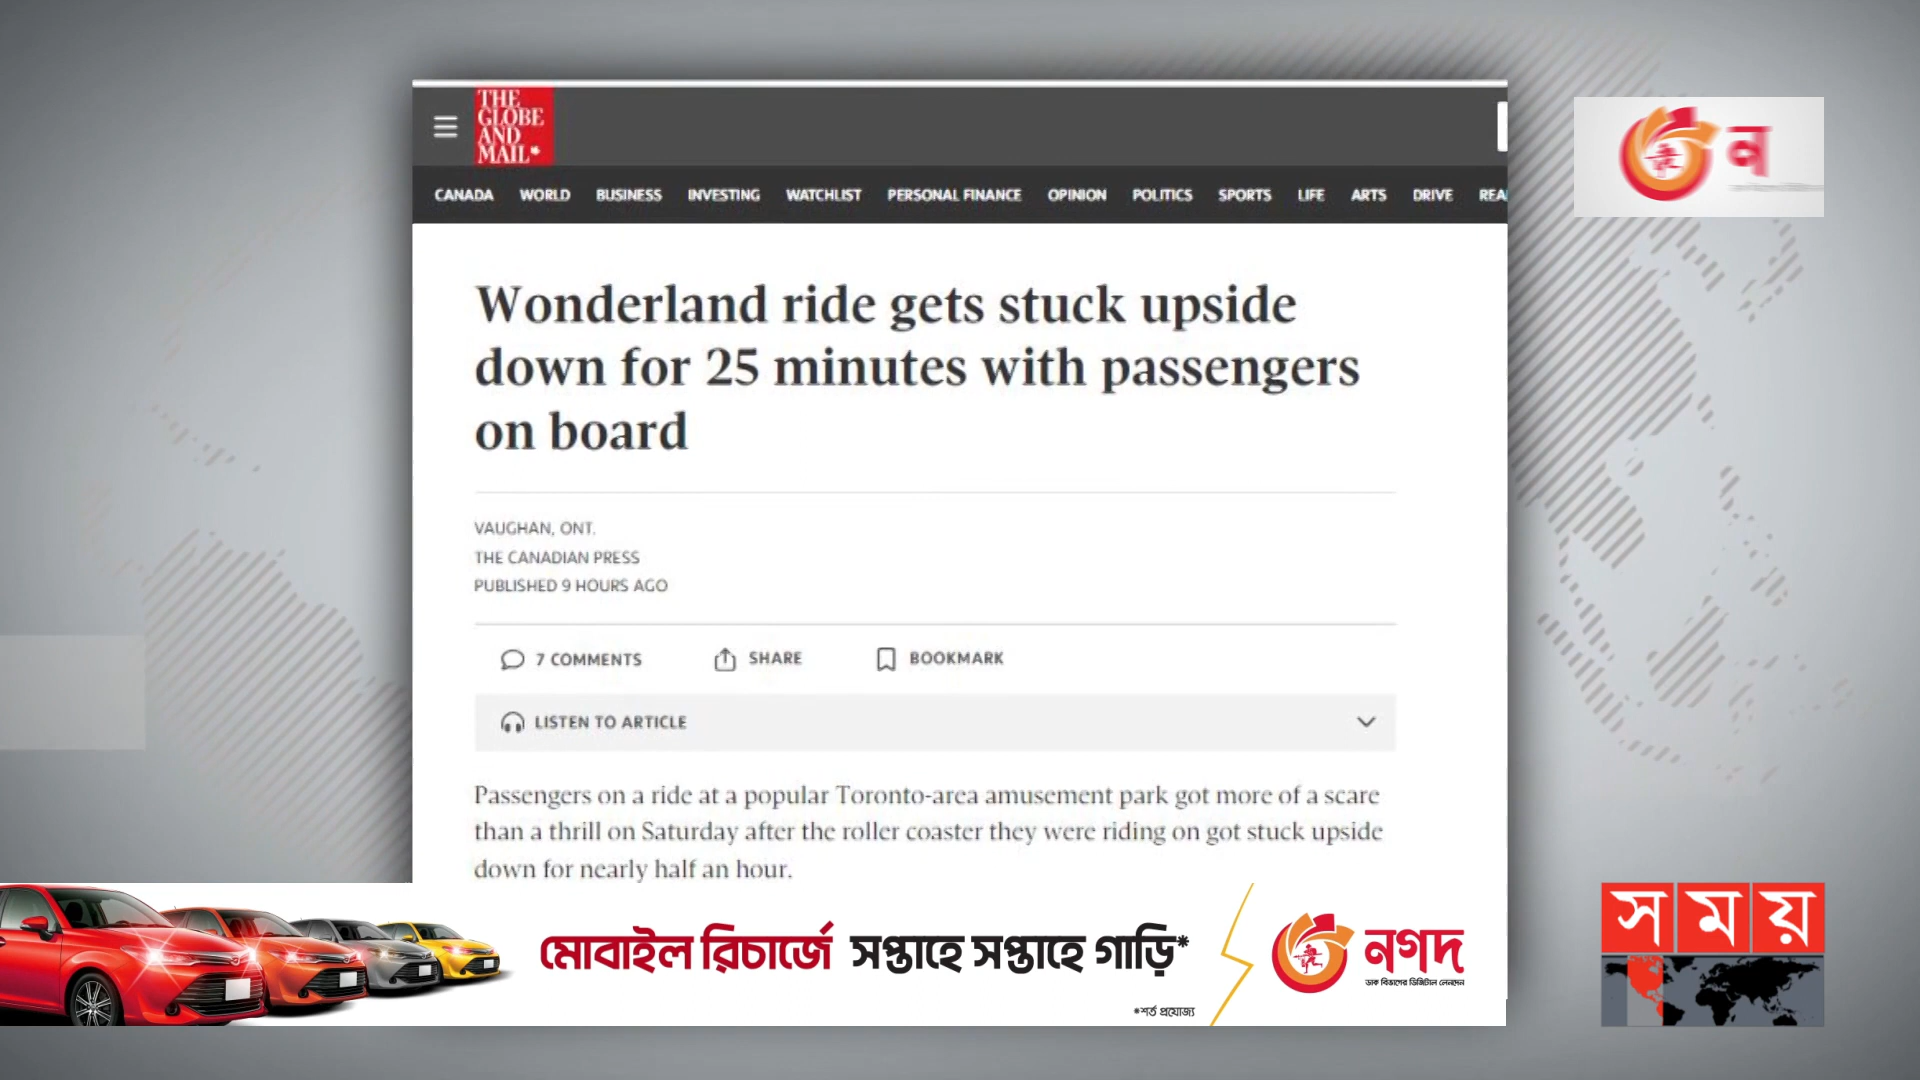 THE
GLOBE
AND
MAIL
CANADA WORLD BUSINESS INVESTING WATCHLIST PERSONAL FINANCE OPINION POLITICS SPORTS LIFE ARTS DRIVE REA
ন
Wonderland ride gets stuck upside
down for 25 minutes with passengers
on board
VAUGHAN, ONT.
THE CANADIAN PRESS
PUBLISHED 9 HOURS AGO
7 COMMENTS SHARE BOOKMARK
LISTEN TO ARTICLE
Passengers on a ride at a popular Toronto-area amusement park got more of a scare
than a thrill on Saturday after the roller coaster they were riding on got stuck upside
down for nearly half an hour.
মোবাইল রিচার্জে সপ্তাহে সপ্তাহে গাড়ি*
নগদ
ডাক বিভাগের ডিজিটাল লেনদেন
*শর্ত প্রযোজ্য
সময়